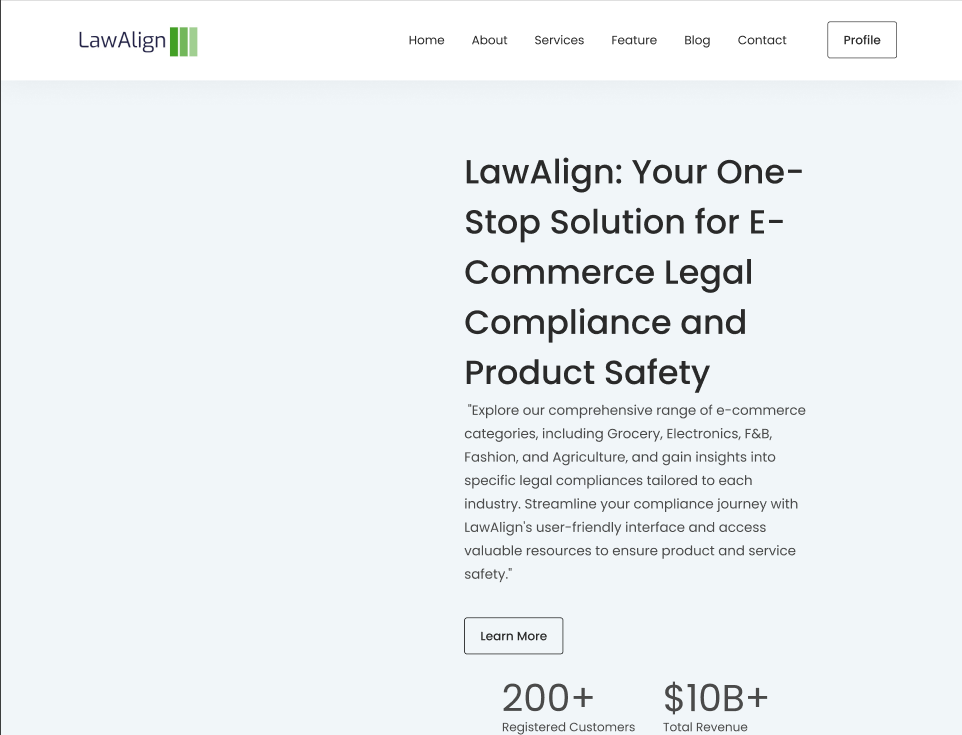 LawAlign
Home About Services Feature Blog Contact Profile
LawAlign: Your One-
Stop Solution for E-
Commerce Legal
Compliance and
Product Safety
"Explore our comprehensive range of e-commerce
categories, including Grocery, Electronics, F&B,
Fashion, and Agriculture, and gain insights into
specific legal compliances tailored to each
industry. Streamline your compliance journey with
LawAlign's user-friendly interface and access
valuable resources to ensure product and service
safety."
Learn More
200+ $10B+
Registered Customers Total Revenue